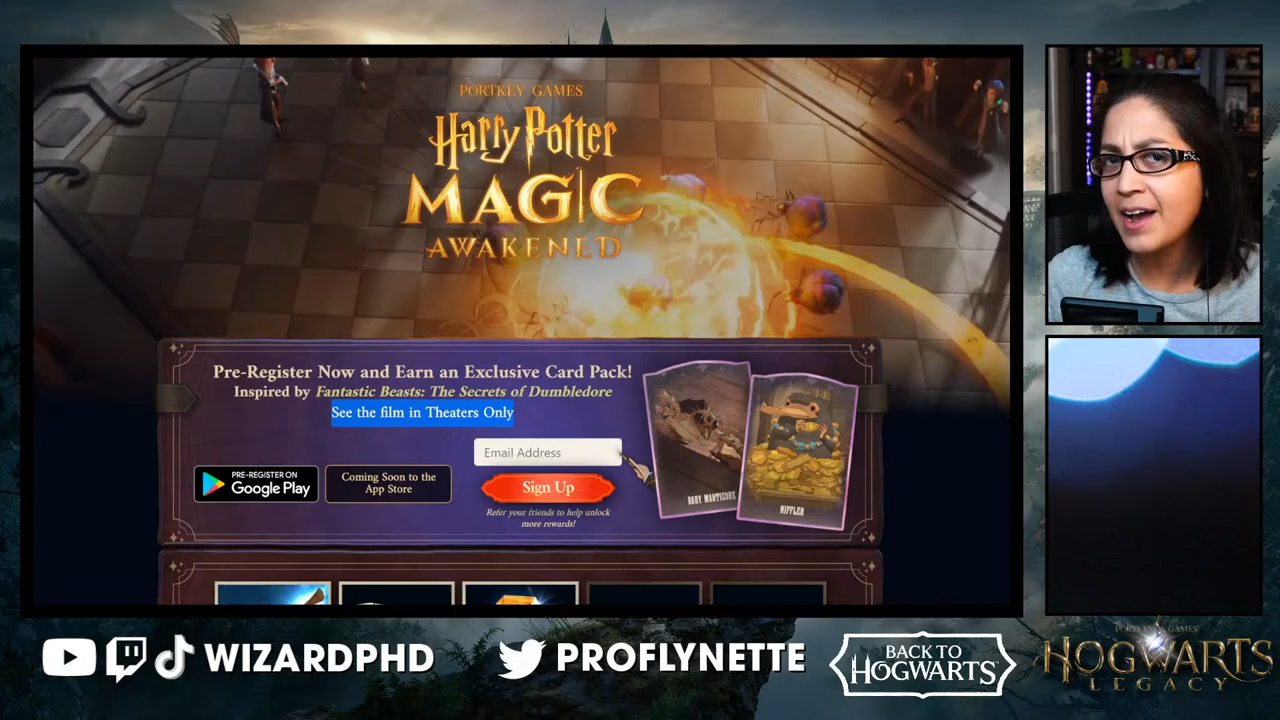 PORTKEY GAMES
Harry Potter
MAGIC
AWAKENED
Pre-Register Now and Earn an Exclusive Card Pack!
Inspired by Fantastic Beasts: The Secrets of Dumbledore
See the film in Theaters Only
Email Address
PRE-REGISTER ON
Google Play
Coming Soon to the
App Store
Sign Up
Refer your friends to help unlock
more rewards!
BABY MANTICORE
NIFFLER
WIZARDPHD
PROFLYNETTE
BACK TO
HOGWARTS
PORTKEY GAMES
HOGWARTS
LEGACY